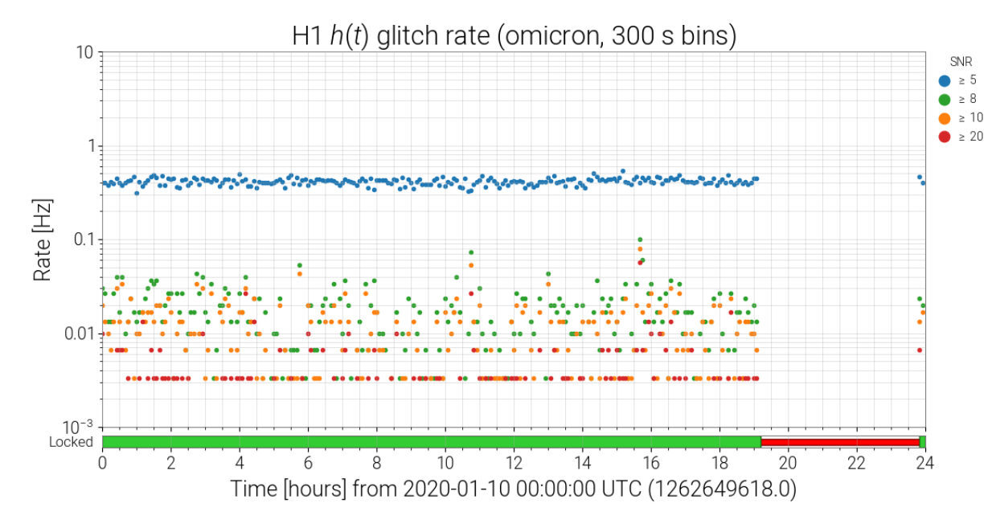 H1 h(t) glitch rate (omicron, 300 s bins)
SNR
≥ 5
≥ 8
≥ 10
≥ 20
Rate [Hz]
10
1
0.1
0.01
10⁻³
Locked
0 2 4 6 8 10 12 14 16 18 20 22 24
Time [hours] from 2020-01-10 00:00:00 UTC (1262649618.0)